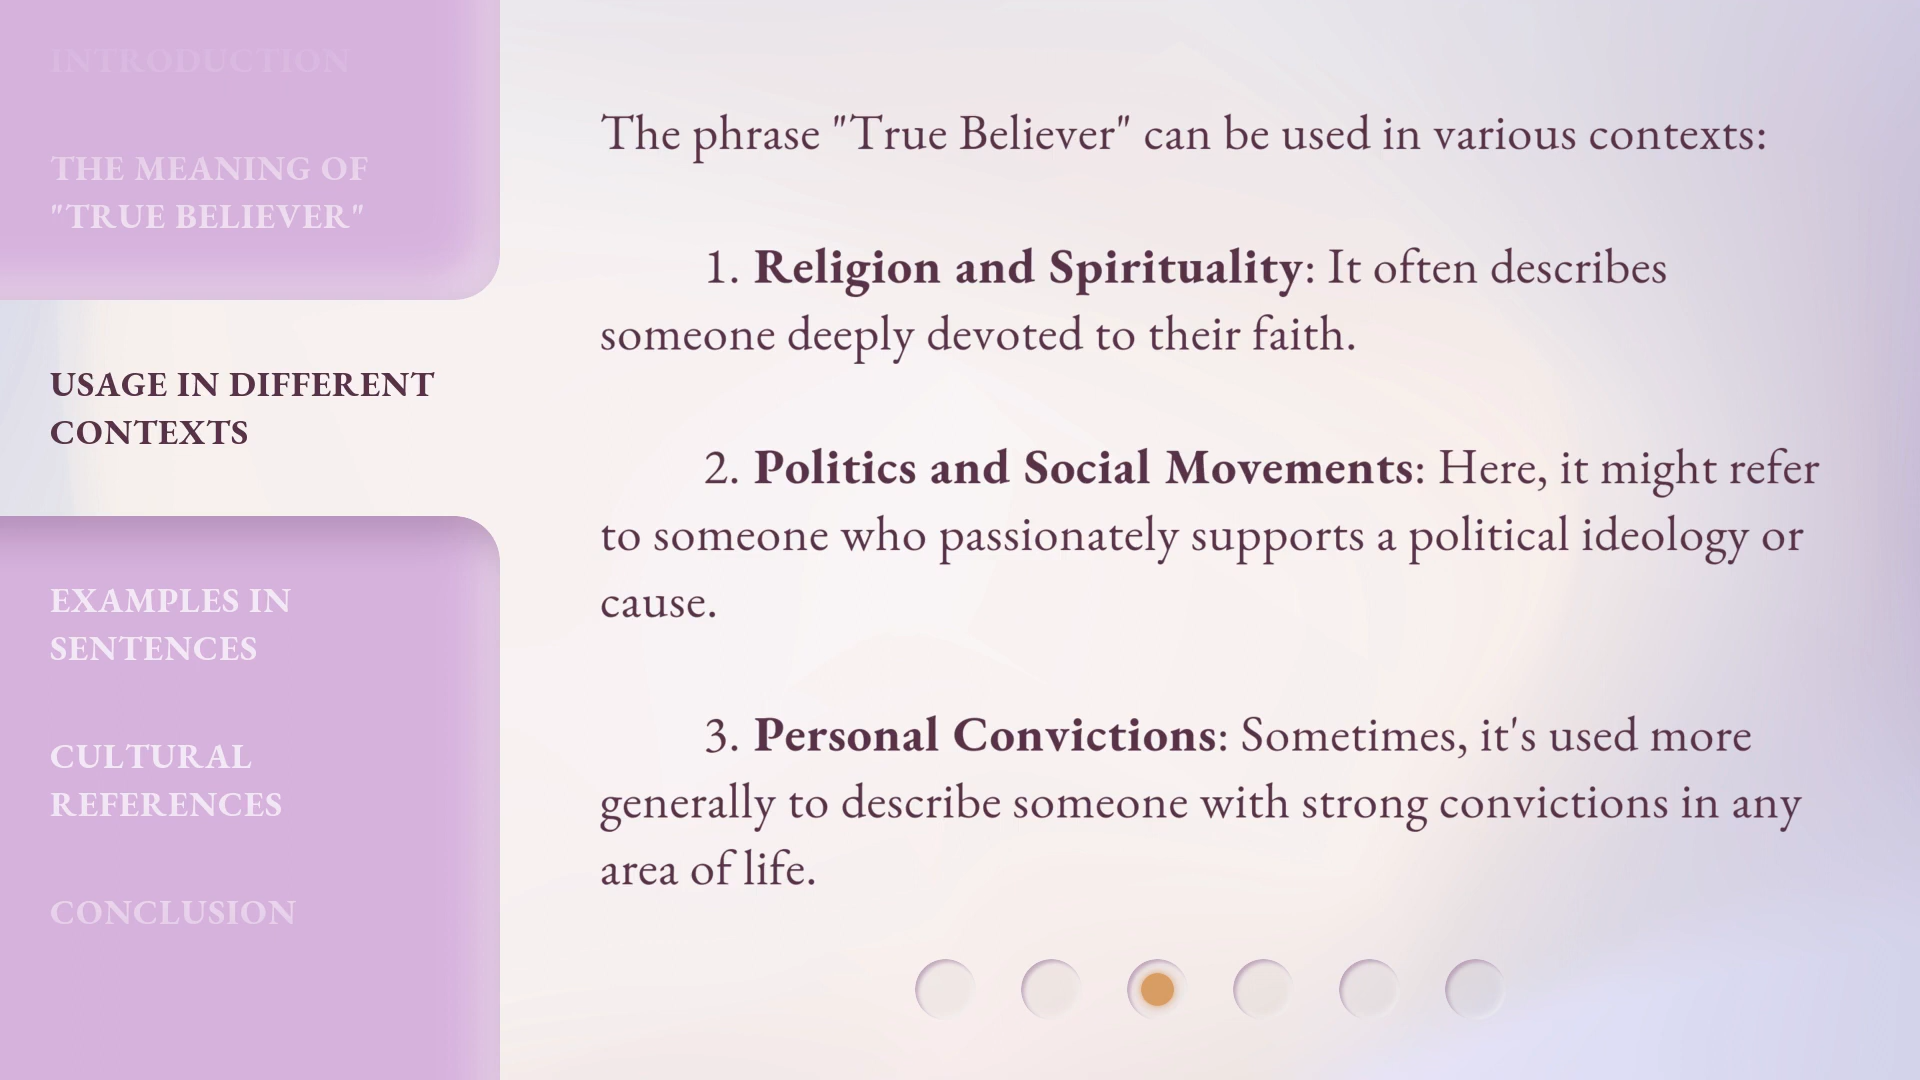 INTRODUCTION
THE MEANING OF
"TRUE BELIEVER"
USAGE IN DIFFERENT
CONTEXTS
EXAMPLES IN
SENTENCES
CULTURAL
REFERENCES
CONCLUSION
The phrase "True Believer" can be used in various contexts:
1. Religion and Spirituality: It often describes
someone deeply devoted to their faith.
2. Politics and Social Movements: Here, it might refer
to someone who passionately supports a political ideology or
cause.
3. Personal Convictions: Sometimes, it's used more
generally to describe someone with strong convictions in any
area of life.